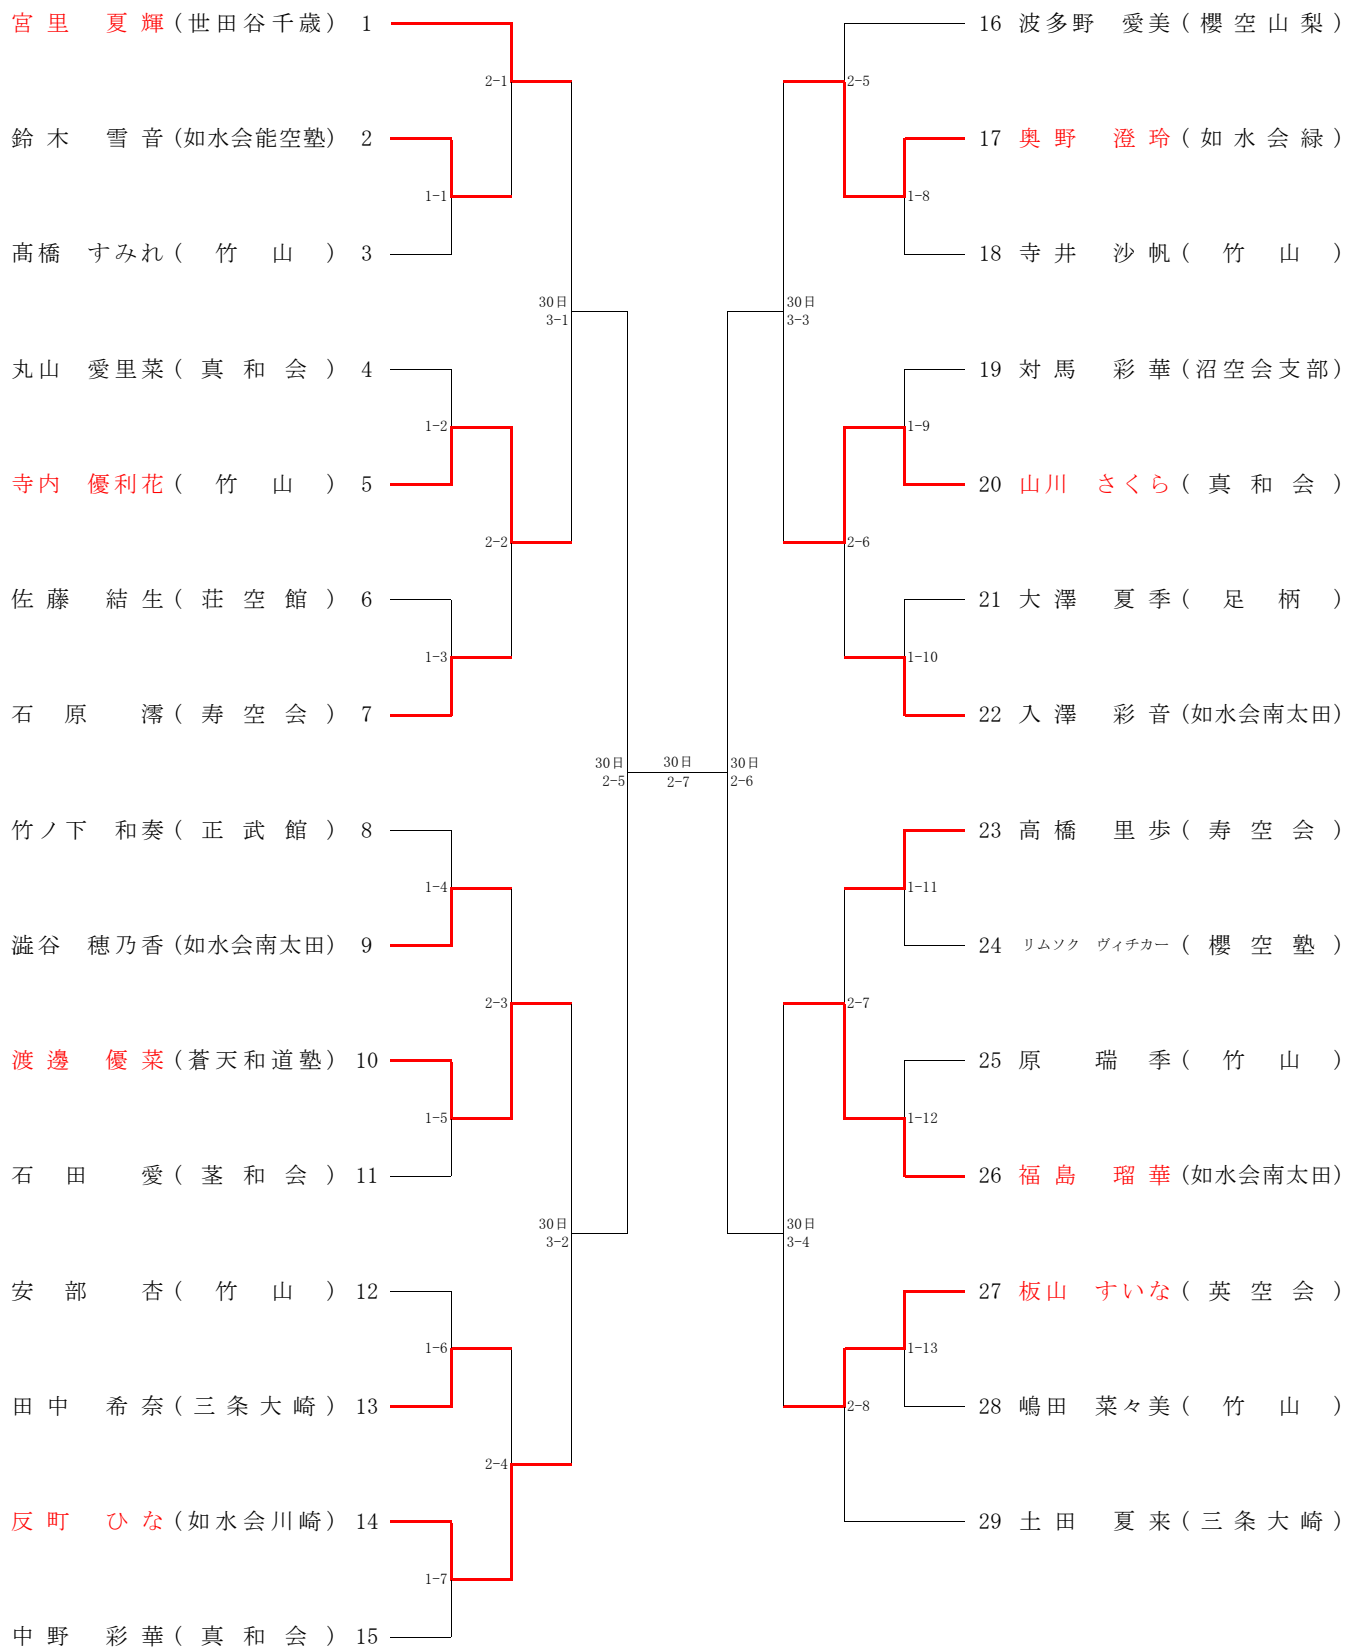 宮里 夏輝 (世田谷千歳) 1
2-1
鈴木 雪音 (如水会能空塾) 2
1-1
髙橋 すみれ ( 竹山 ) 3
30日
3-1
丸山 愛里菜 ( 真和会 ) 4
1-2
寺内 優利花 ( 竹山 ) 5
2-2
佐藤 結生 ( 荘空館 ) 6
1-3
石原 澪 ( 寿空会 ) 7
30日
2-5
竹ノ下 和奏 ( 正武館 ) 8
1-4
澁谷 穂乃香 (如水会南太田) 9
2-3
渡邊 優菜 (蒼天和道塾) 10
1-5
石田 愛 ( 茎和会 ) 11
30日
3-2
安部 杏 ( 竹山 ) 12
1-6
田中 希奈 (三条大崎) 13
2-4
反町 ひな (如水会川崎) 14
1-7
中野 彩華 ( 真和会 ) 15
30日
2-7
16 波多野 愛美 (櫻空山梨)
2-5
17 奥野 澄玲 (如水会緑)
1-8
18 寺井 沙帆 ( 竹山 )
30日
3-3
19 対馬 彩華 (沼空会支部)
1-9
20 山川 さくら ( 真和会 )
2-6
21 大澤 夏季 ( 足柄 )
1-10
22 入澤 彩音 (如水会南太田)
30日
2-6
23 高橋 里歩 ( 寿空会 )
1-11
24 リムソク ヴィチカー ( 櫻空塾 )
2-7
25 原 瑞季 ( 竹山 )
1-12
26 福島 瑠華 (如水会南太田)
30日
3-4
27 板山 すいな ( 英空会 )
1-13
28 嶋田 菜々美 ( 竹山 )
2-8
29 土田 夏来 (三条大崎)